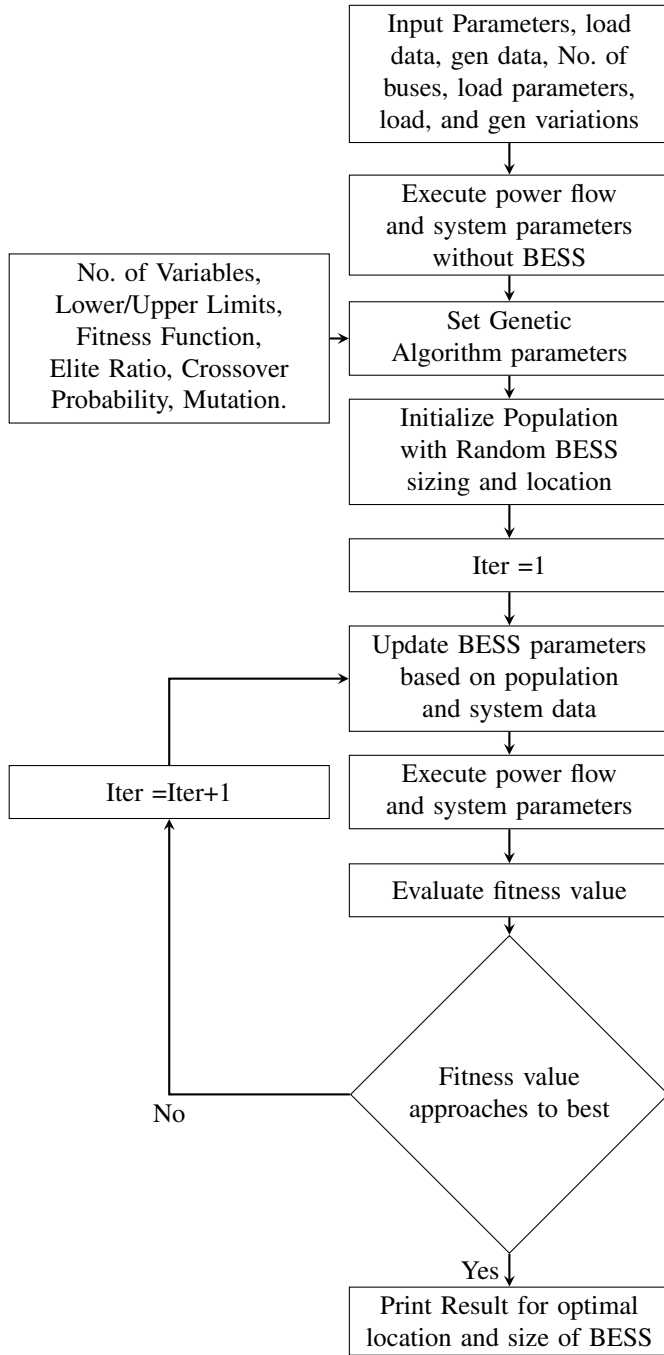 Input Parameters, load
data, gen data, No. of
buses, load parameters,
load, and gen variations
Execute power flow
and system parameters
without BESS
No. of Variables,
Lower/Upper Limits,
Fitness Function,
Elite Ratio, Crossover
Probability, Mutation.
Set Genetic
Algorithm parameters
Initialize Population
with Random BESS
sizing and location
Iter =1
Update BESS parameters
based on population
and system data
Iter =Iter+1
Execute power flow
and system parameters
Evaluate fitness value
Fitness value
approaches to best
No
Yes
Print Result for optimal
location and size of BESS